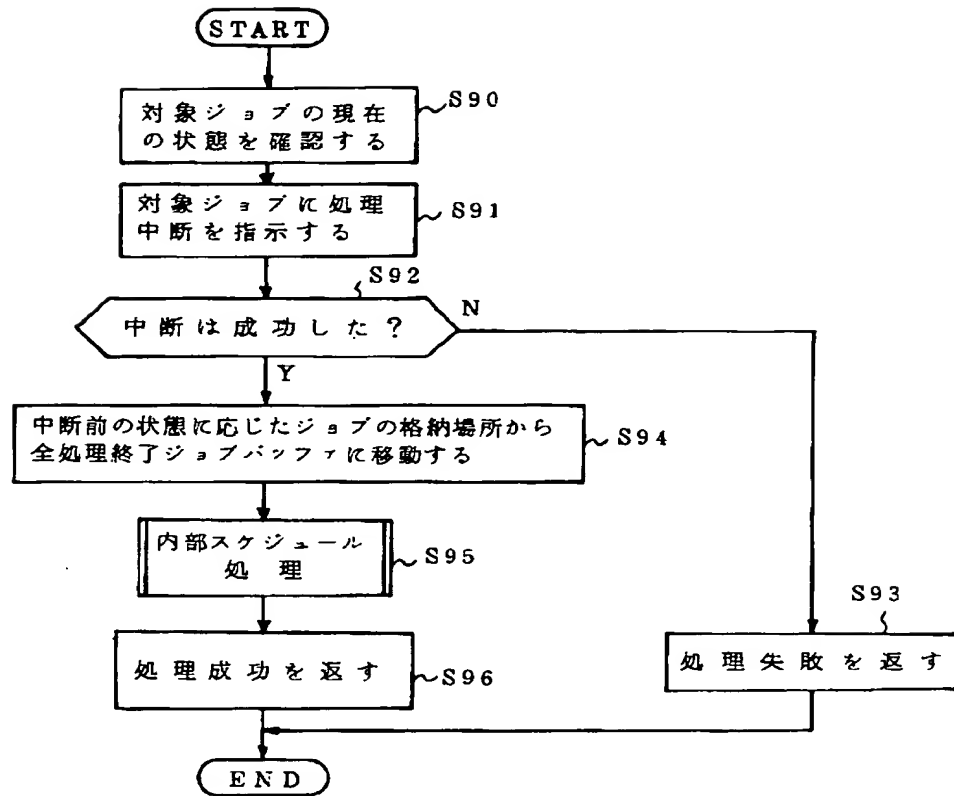 START
対象ジョブの現在
の状態を確認する
S90
対象ジョブに処理
中断を指示する
S91
S92
中断は成功した？
N
Y
中断前の状態に応じたジョブの格納場所から
全処理終了ジョブバッファに移動する
S94
内部スケジュール
処理
S95
S93
処理失敗を返す
処理成功を返す
S96
END